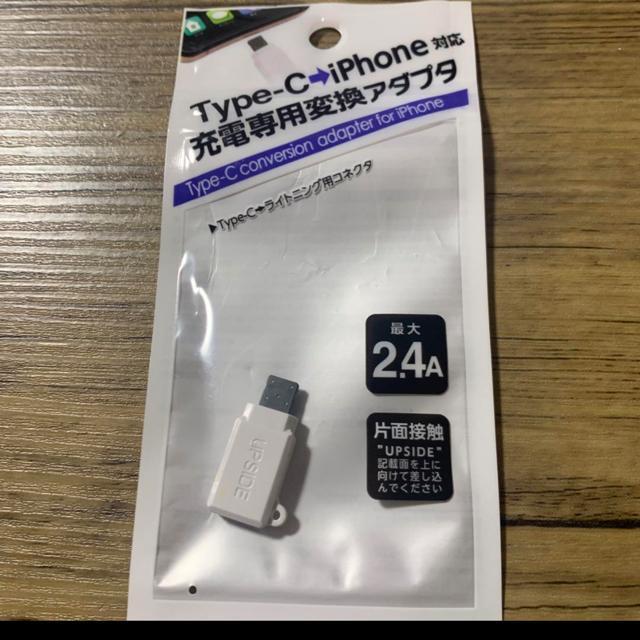 Type-C➡iPhone対応
充電専用変換アダプタ
Type-C conversion adapter for iPhone
▶Type-C➡ライトニング用コネクタ
最大
2.4A
片面接触
"UPSIDE"
記載面を上に
向けて差し込
んでください
UPSIDE